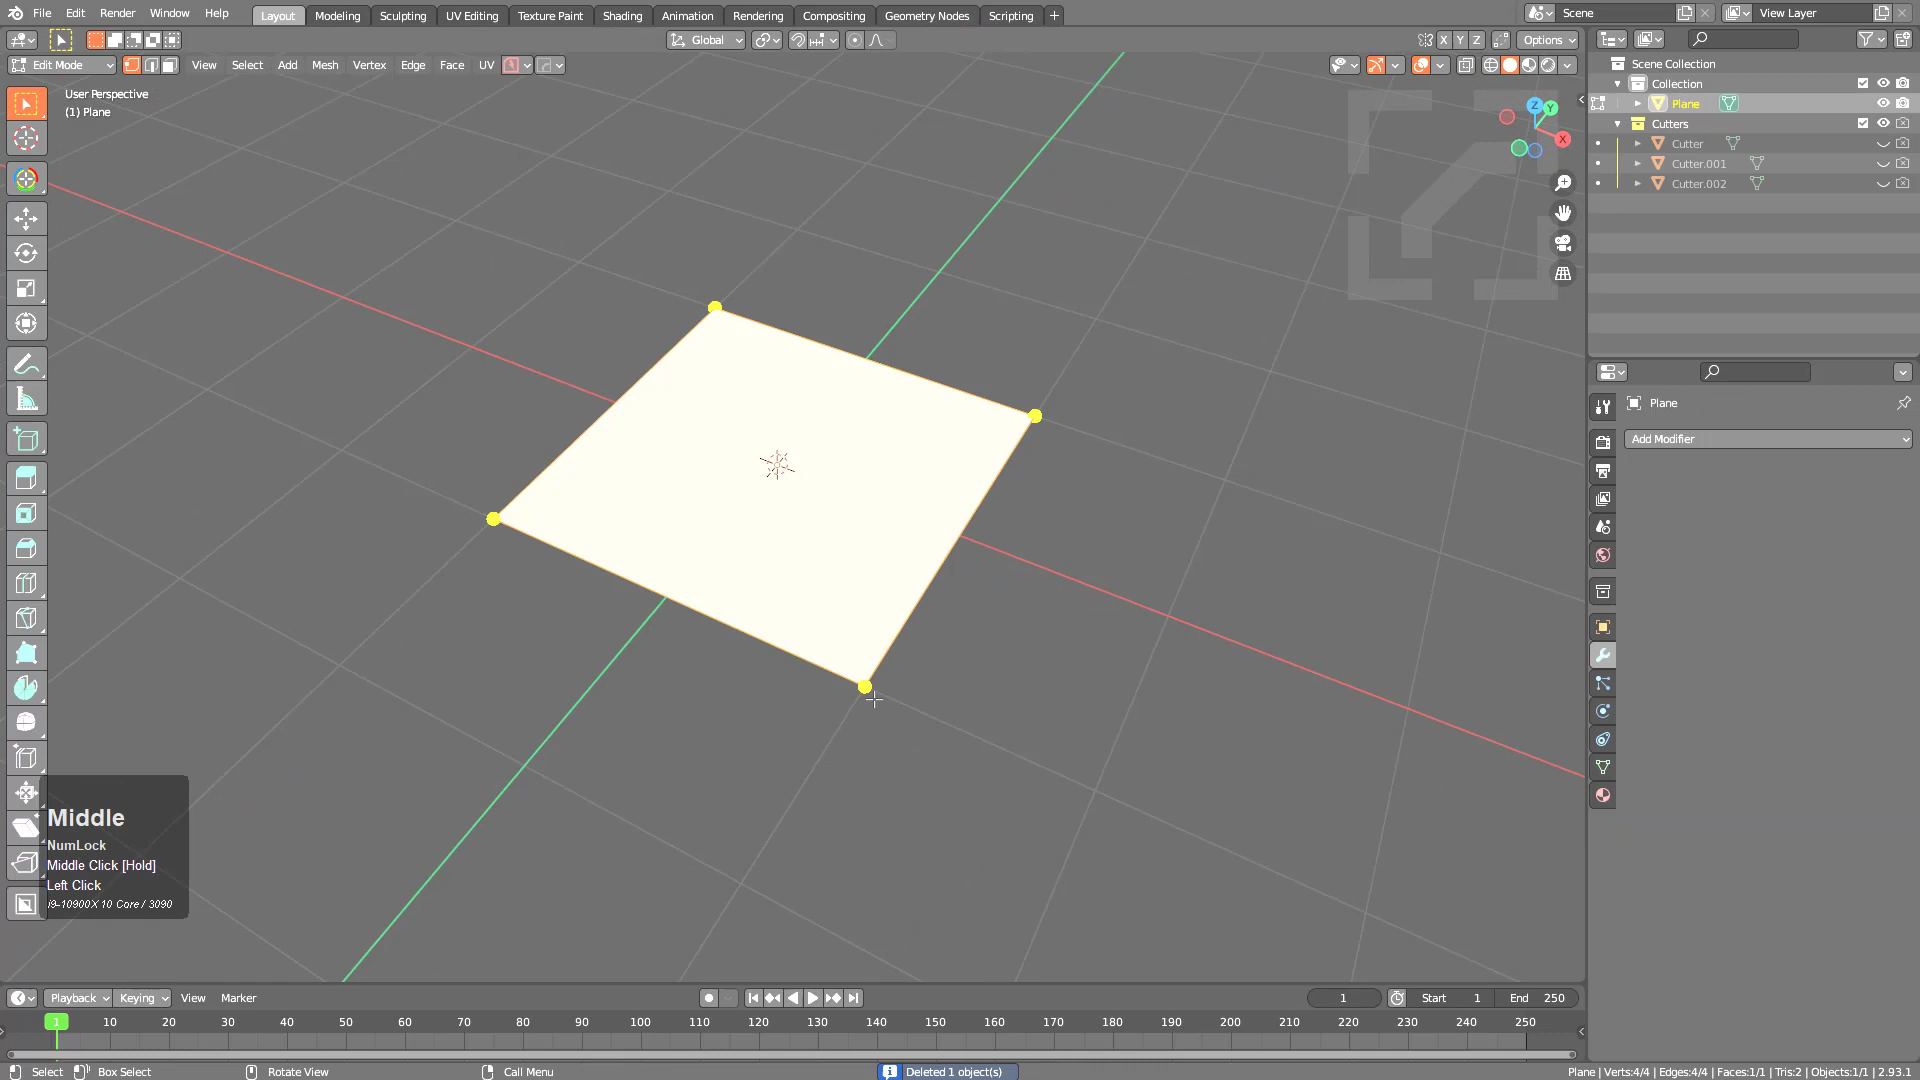 File Edit Render Window Help Layout Modeling Sculpting UV Editing Texture Paint Shading Animation Rendering Compositing Geometry Nodes Scripting + Scene View Layer
Global X Y Z Options
Edit Mode View Select Add Mesh Vertex Edge Face UV
User Perspective
(1) Plane
Z Y X
Scene Collection
Collection
Plane
Cutters
Cutter
Cutter.001
Cutter.002
Plane
Add Modifier
Middle
NumLock
Middle Click [Hold]
Left Click
i9-10900X 10 Core / 3090
Playback Keying View Marker 1 Start 1 End 250
1 10 20 30 40 50 60 70 80 90 100 110 120 130 140 150 160 170 180 190 200 210 220 230 240 250
Select Box Select Rotate View Call Menu Deleted 1 object(s) Plane | Verts:4/4 | Edges:4/4 | Faces:1/1 | Tris:2 | Objects:1/1 | 2.93.1